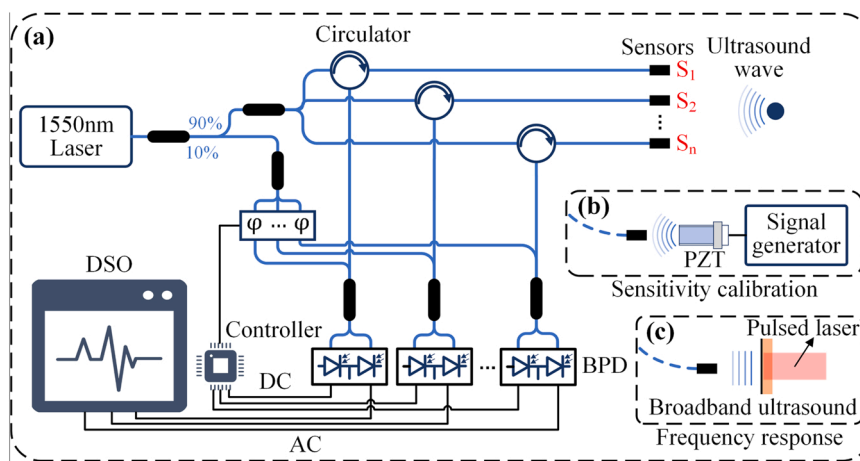 (a)
Circulator
Sensors
Ultrasound
wave
S1
S2
⋮
Sn
1550nm
Laser
90%
10%
φ ... φ
(b)
PZT
Signal
generator
Sensitivity calibration
DSO
Controller
DC
...
BPD
AC
(c)
Pulsed laser
Broadband ultrasound
Frequency response